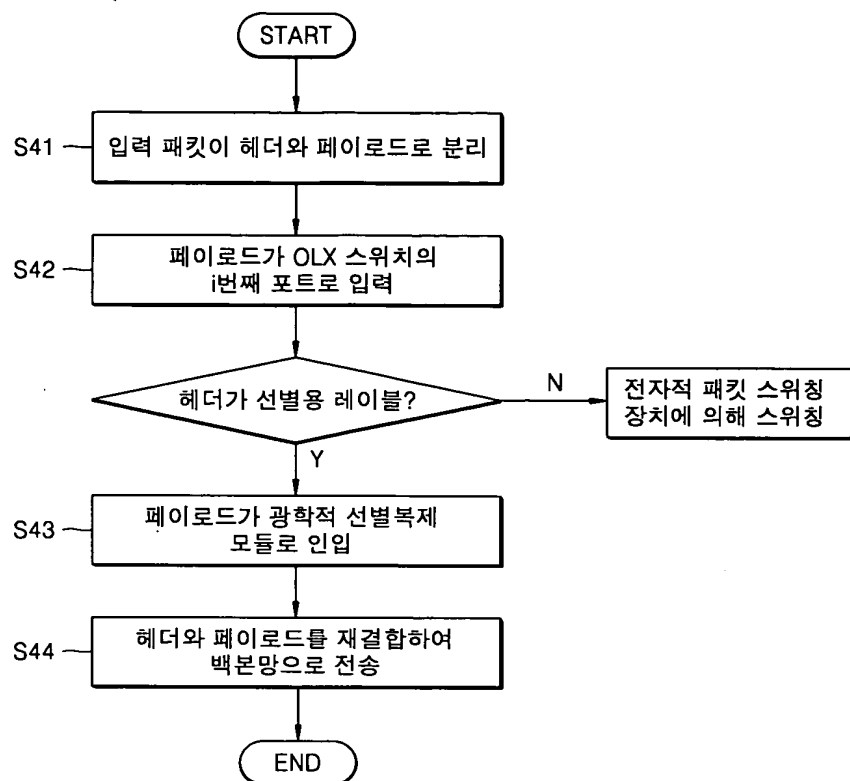 START
S41
입력 패킷이 헤더와 페이로드로 분리
S42
페이로드가 OLX 스위치의
i번째 포트로 입력
헤더가 선별용 레이블?
N
전자적 패킷 스위칭
장치에 의해 스위칭
Y
S43
페이로드가 광학적 선별복제
모듈로 인입
S44
헤더와 페이로드를 재결합하여
백본망으로 전송
END